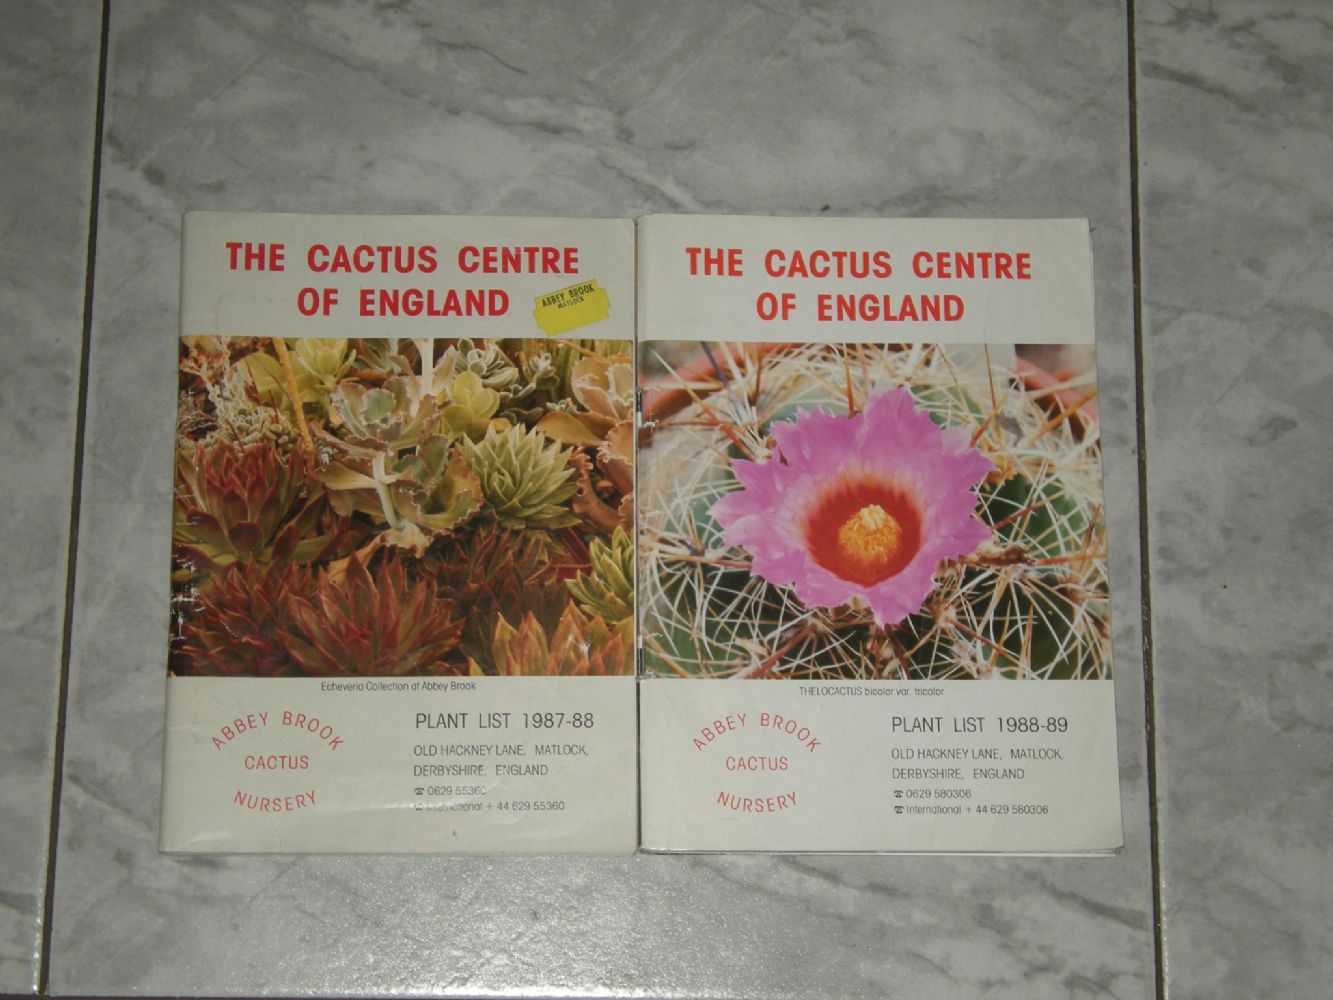 THE CACTUS CENTRE
OF ENGLAND
ABBEY BROOK
MATLOCK
Echeveria Collection at Abbey Brook
ABBEY BROOK
CACTUS
NURSERY
PLANT LIST 1987-88
OLD HACKNEY LANE, MATLOCK,
DERBYSHIRE, ENGLAND
☎ 0629 55360
☎ International + 44 629 55360
THE CACTUS CENTRE
OF ENGLAND
THELOCACTUS bicolor var. tricolor
ABBEY BROOK
CACTUS
NURSERY
PLANT LIST 1988-89
OLD HACKNEY LANE, MATLOCK,
DERBYSHIRE, ENGLAND
☎ 0629 580306
☎ International + 44 629 580306